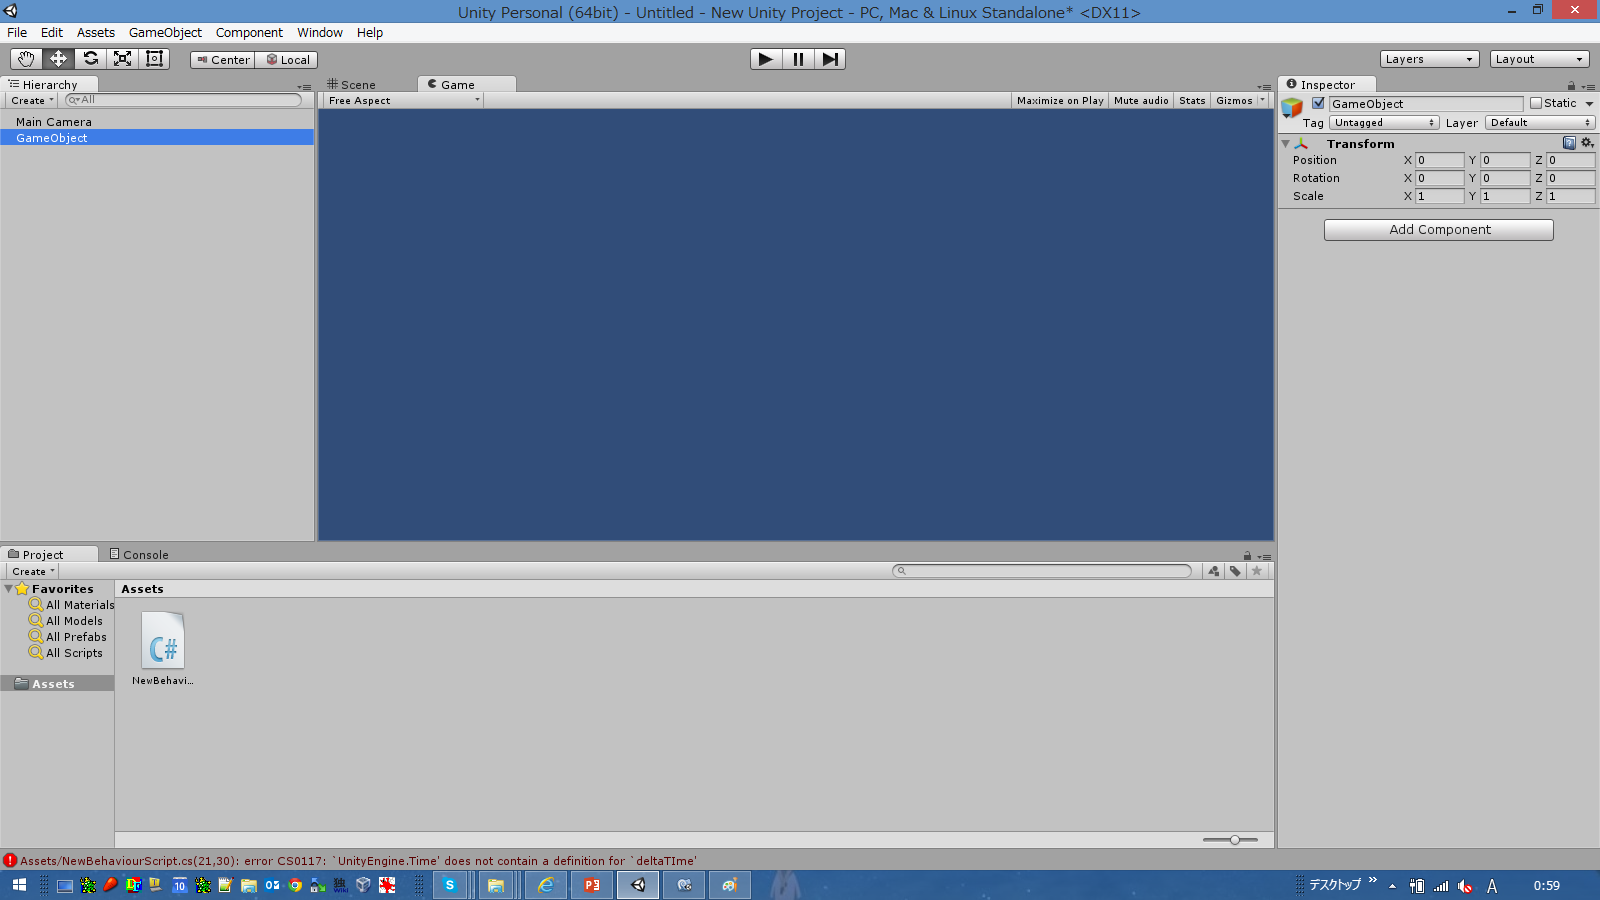 Unity Personal (64bit) - Untitled - New Unity Project - PC, Mac & Linux Standalone* <DX11>
File Edit Assets GameObject Component Window Help
Center Local Layers Layout
Hierarchy
Create All
Main Camera
GameObject
Scene Game
Free Aspect Maximize on Play Mute audio Stats Gizmos
Inspector
GameObject Static
Tag Untagged Layer Default
Transform
Position X 0 Y 0 Z 0
Rotation X 0 Y 0 Z 0
Scale X 1 Y 1 Z 1
Add Component
Project Console
Create
Favorites
All Materials
All Models
All Prefabs
All Scripts
Assets
Assets
C#
NewBehavi...
Assets/NewBehaviourScript.cs(21,30): error CS0117: `UnityEngine.Time' does not contain a definition for `deltaTIme'
デスクトップ A 0:59